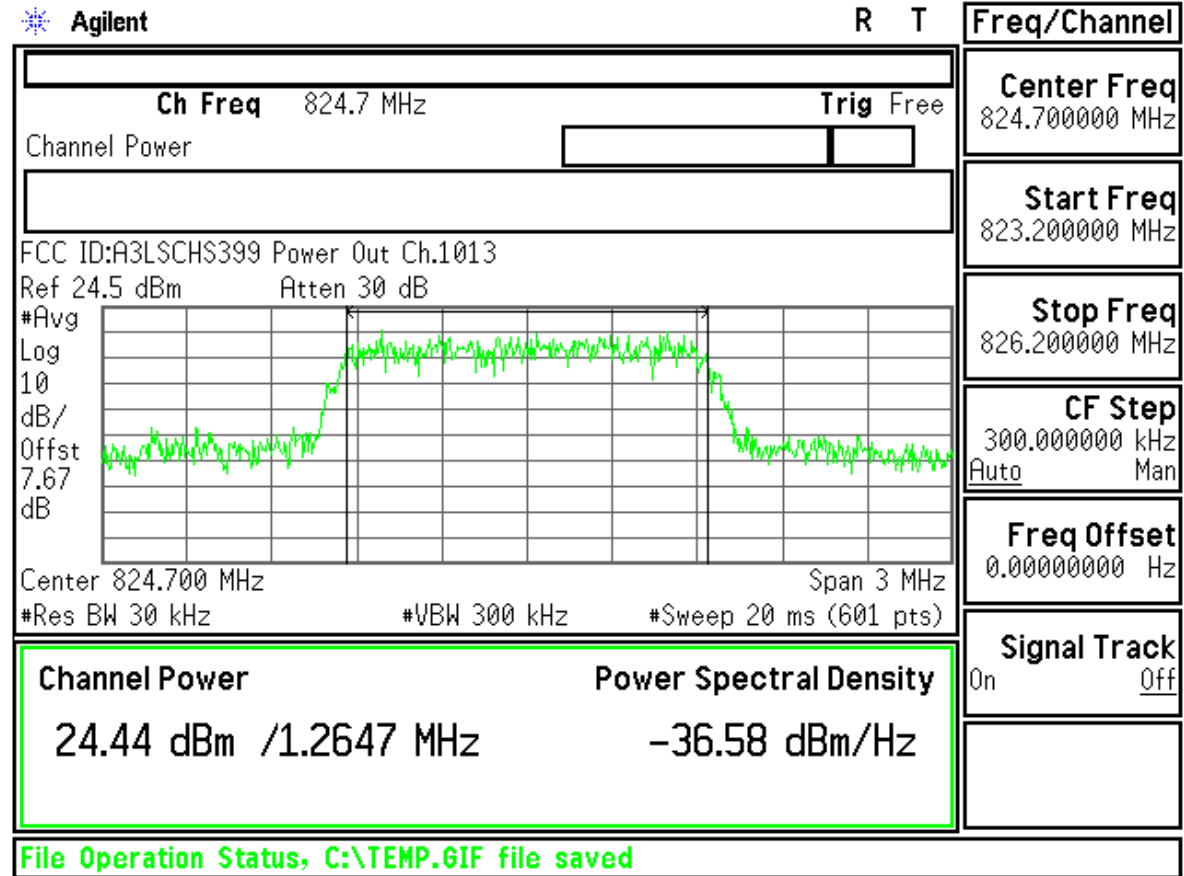 Agilent R T
Freq/Channel
Ch Freq 824.7 MHz Trig Free
Channel Power
FCC ID:A3LSCHS399 Power Out Ch.1013
Ref 24.5 dBm Atten 30 dB
#Avg
Log
10
dB/
Offst
7.67
dB
Center 824.700 MHz Span 3 MHz
#Res BW 30 kHz #VBW 300 kHz #Sweep 20 ms (601 pts)
Channel Power Power Spectral Density
24.44 dBm /1.2647 MHz -36.58 dBm/Hz
Center Freq
824.700000 MHz
Start Freq
823.200000 MHz
Stop Freq
826.200000 MHz
CF Step
300.000000 kHz
Auto Man
Freq Offset
0.00000000 Hz
Signal Track
On Off
File Operation Status, C:\TEMP.GIF file saved